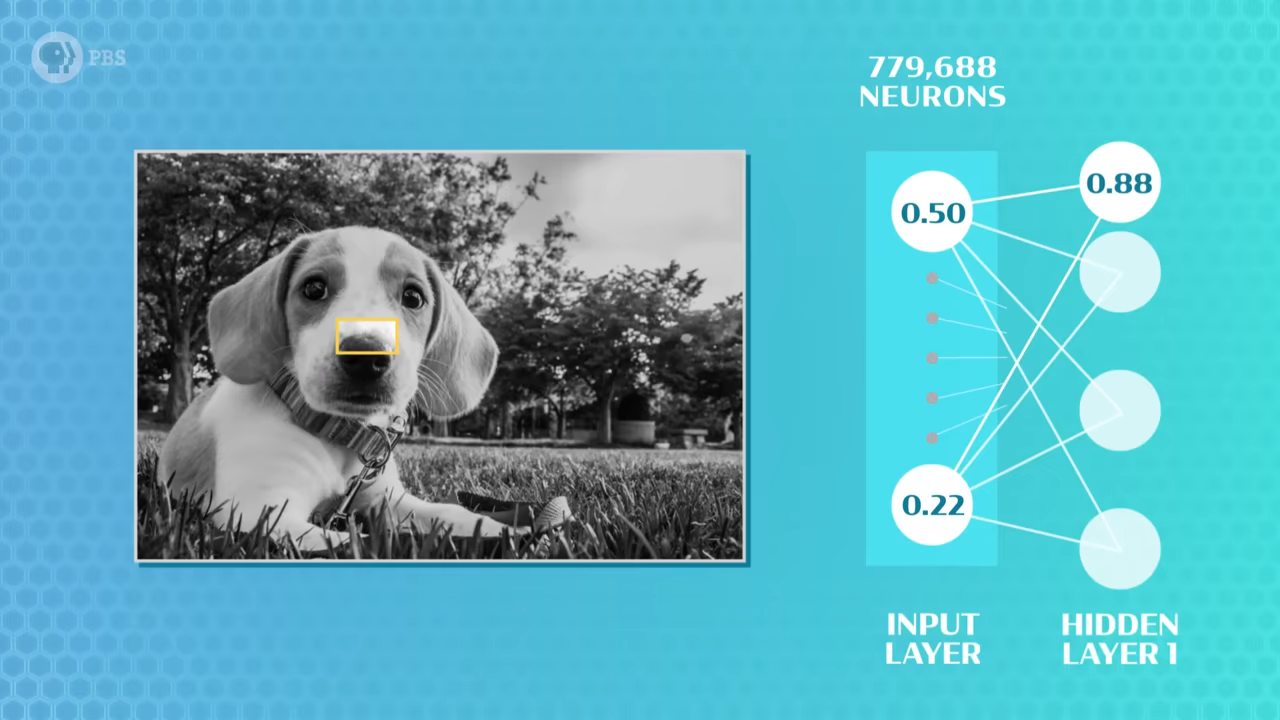 PBS
779,688
NEURONS
0.50
0.88
0.22
INPUT
LAYER
HIDDEN
LAYER 1